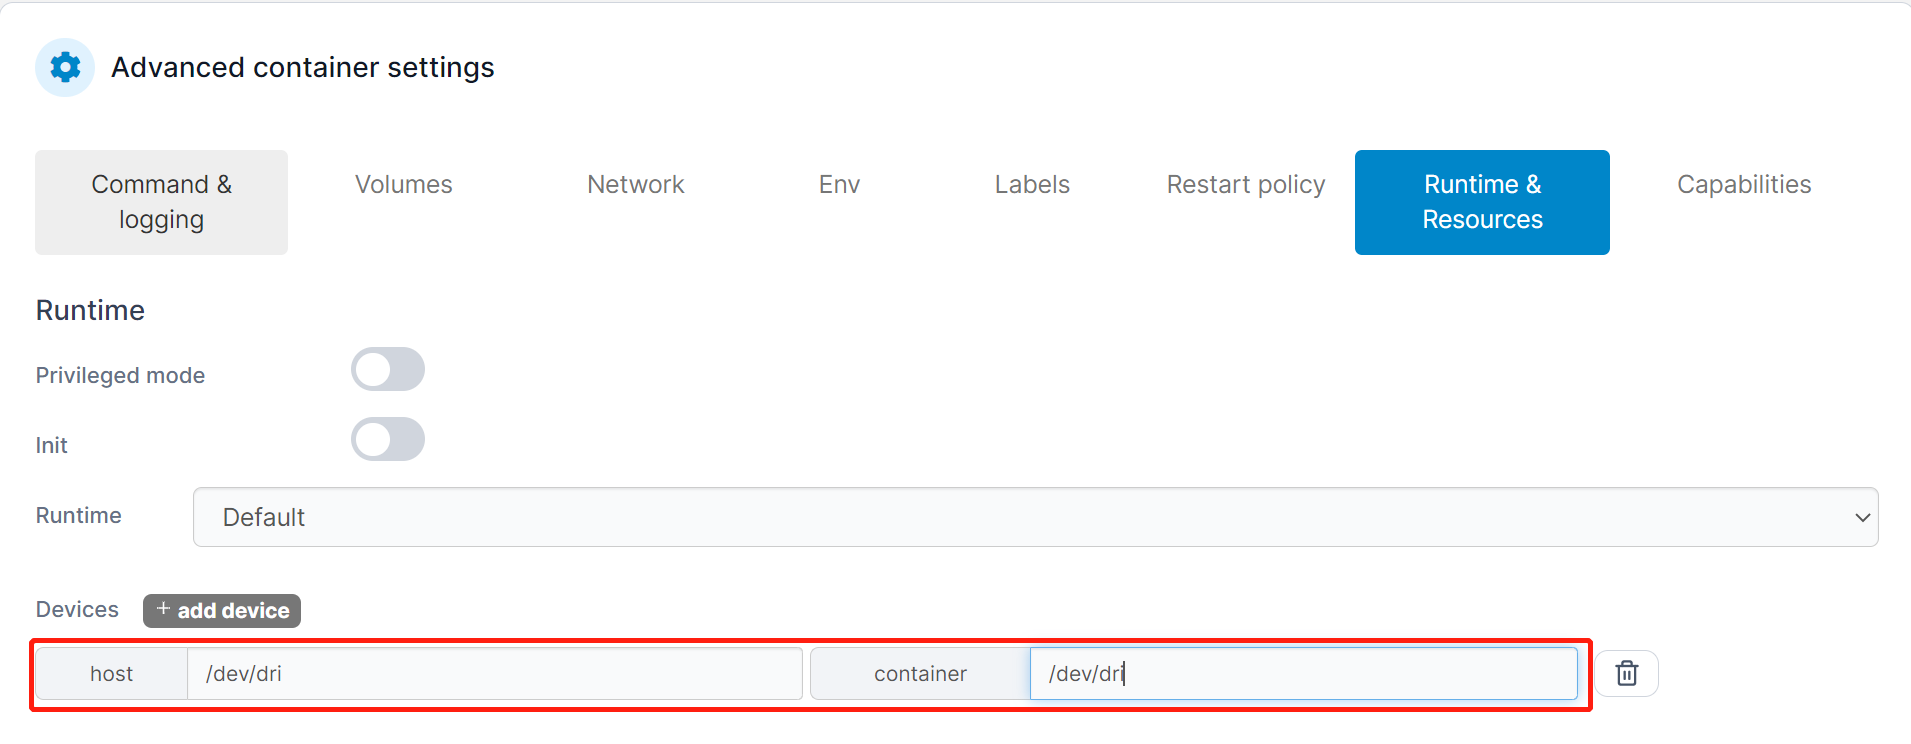 Advanced container settings
Command &
logging
Volumes
Network
Env
Labels
Restart policy
Runtime &
Resources
Capabilities
Runtime
Privileged mode
Init
Runtime
Default
Devices
+ add device
host
/dev/dri
container
/dev/dri